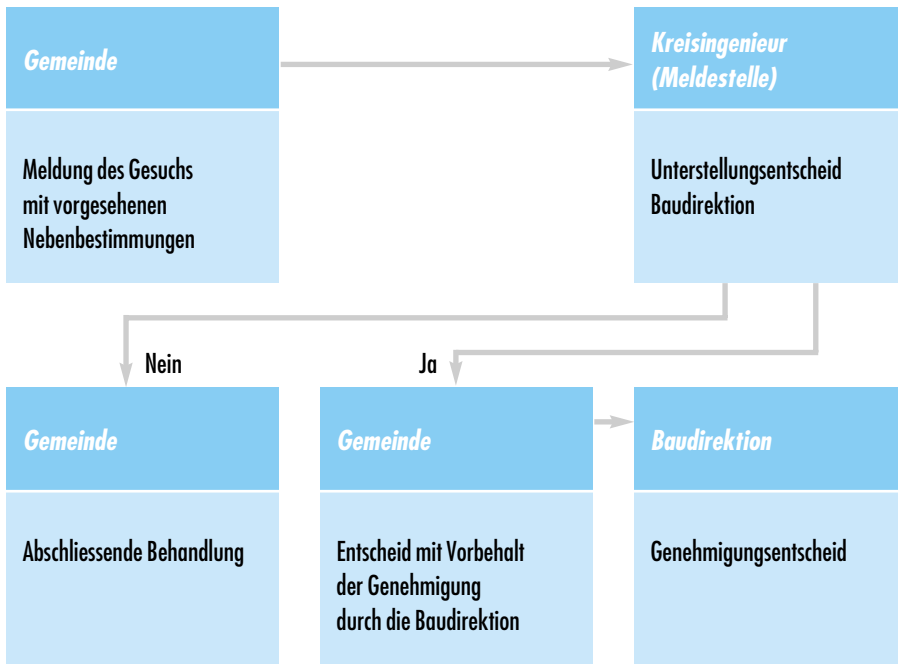 Gemeinde
Meldung des Gesuchs
mit vorgesehenen
Nebenbestimmungen
Kreisingenieur
(Meldestelle)
Unterstellungsentscheid
Baudirektion
Nein
Ja
Gemeinde
Abschliessende Behandlung
Gemeinde
Entscheid mit Vorbehalt
der Genehmigung
durch die Baudirektion
Baudirektion
Genehmigungsentscheid